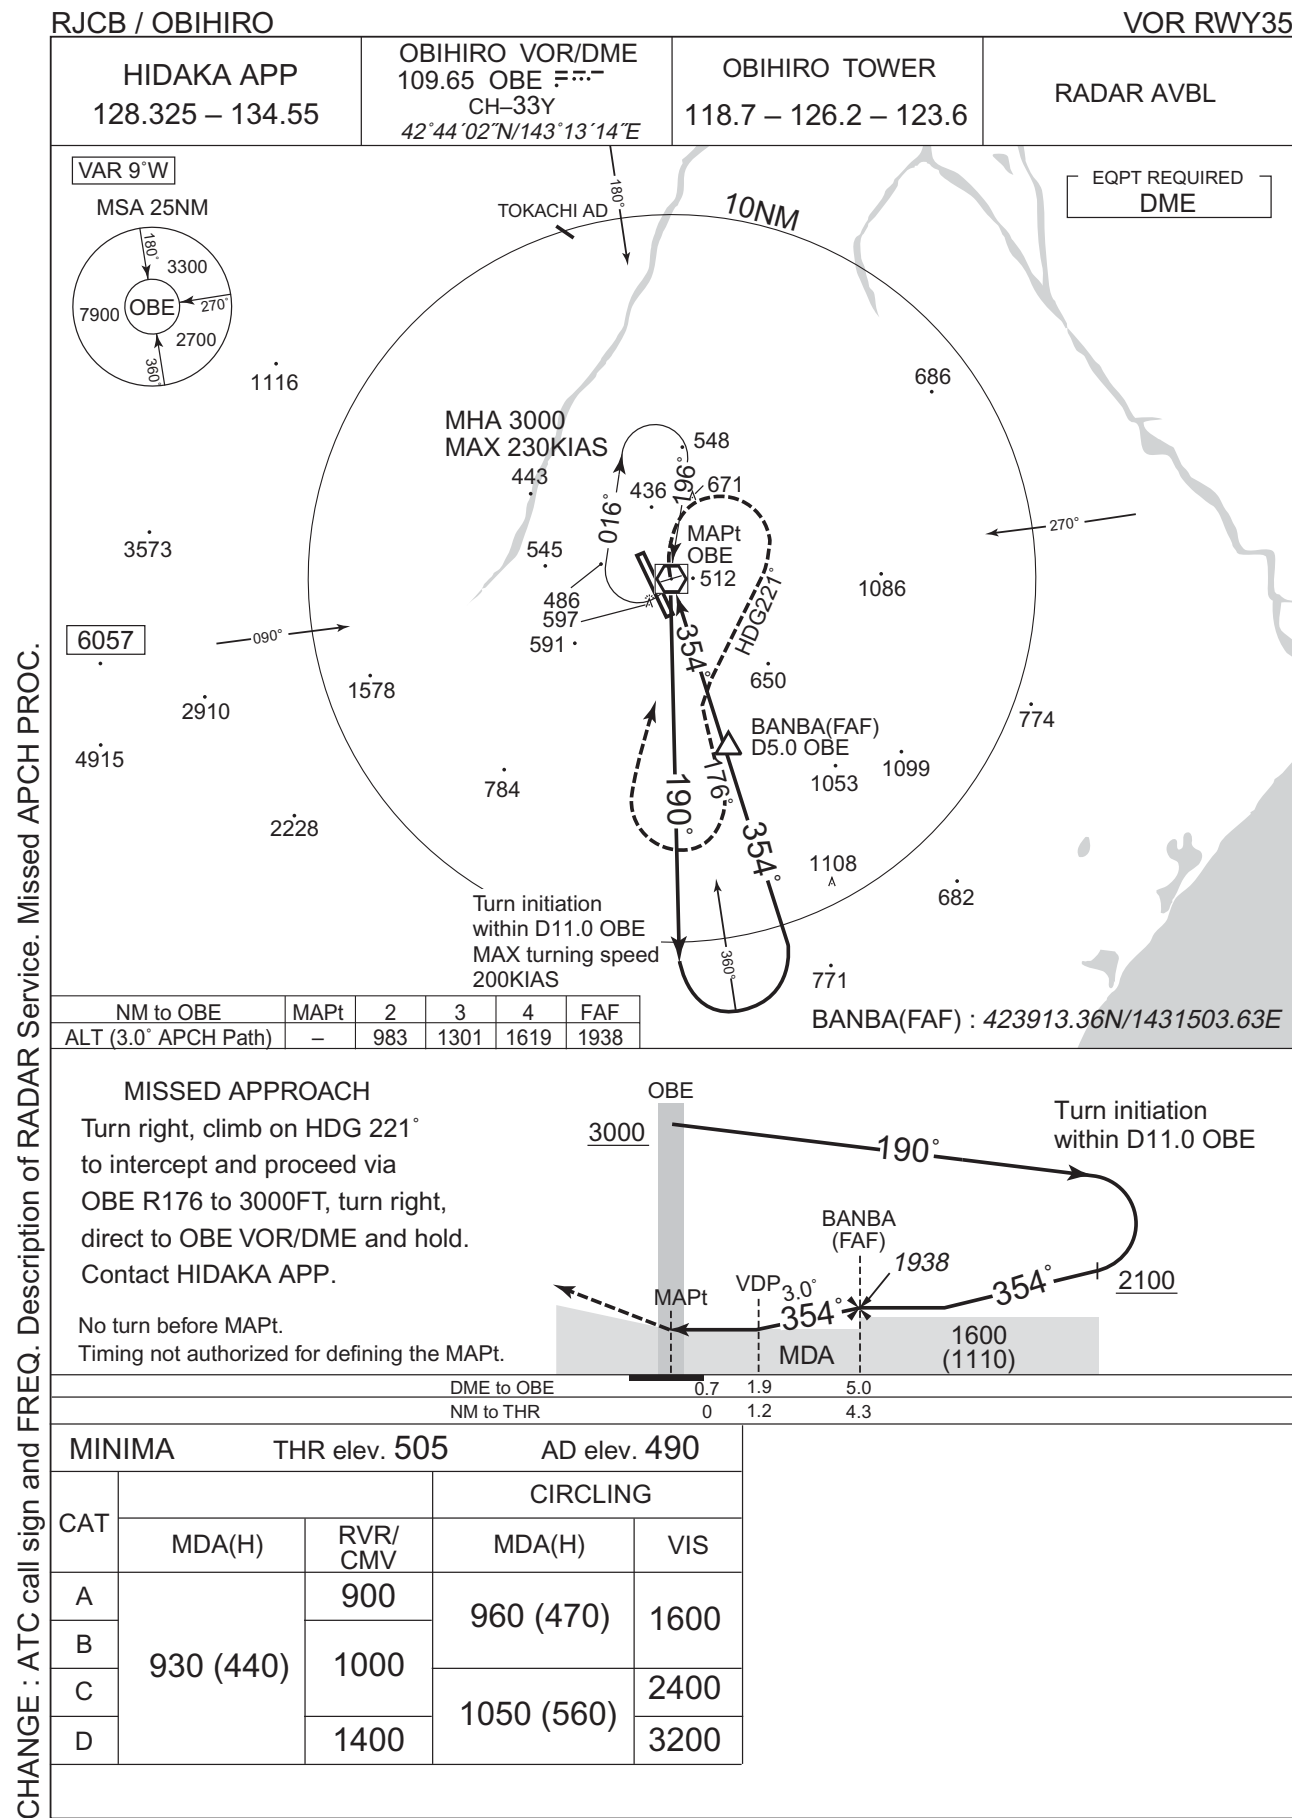 RJCB / OBIHIRO
VOR RWY35
HIDAKA APP
128.325 – 134.55
OBIHIRO VOR/DME
109.65 OBE
CH–33Y
42°44´02˝N/143°13´14˝E
OBIHIRO TOWER
118.7 – 126.2 – 123.6
RADAR AVBL
VAR 9°W
MSA 25NM
180°
3300
OBE
270°
7900
2700
360°
EQPT REQUIRED
DME
TOKACHI AD
180°
10NM
1116
686
MHA 3000
MAX 230KIAS
548
443
436
196°
671
016°
MAPt
OBE
270°
3573
545
512
1086
486
597
591
HDG221°
6057
090°
354°
1578
650
2910
774
BANBA(FAF)
D5.0 OBE
4915
1099
1053
784
190°
176°
2228
354°
1108
682
Turn initiation
within D11.0 OBE
MAX turning speed
200KIAS
360°
771
NM to OBE MAPt 2 3 4 FAF
ALT (3.0° APCH Path) – 983 1301 1619 1938
BANBA(FAF) : 423913.36N/1431503.63E
MISSED APPROACH
Turn right, climb on HDG 221°
to intercept and proceed via
OBE R176 to 3000FT, turn right,
direct to OBE VOR/DME and hold.
Contact HIDAKA APP.
No turn before MAPt.
Timing not authorized for defining the MAPt.
OBE
3000
190°
Turn initiation
within D11.0 OBE
BANBA
(FAF)
1938
MAPt
VDP
3.0°
354°
354°
2100
MDA
1600
(1110)
DME to OBE 0.7 1.9 5.0
NM to THR 0 1.2 4.3
MINIMA THR elev. 505 AD elev. 490
CAT
CIRCLING
MDA(H)
RVR/
CMV
MDA(H)
VIS
A
900
960 (470)
1600
B
930 (440)
1000
C
1050 (560)
2400
D
1400
3200
CHANGE : ATC call sign and FREQ. Description of RADAR Service. Missed APCH PROC.